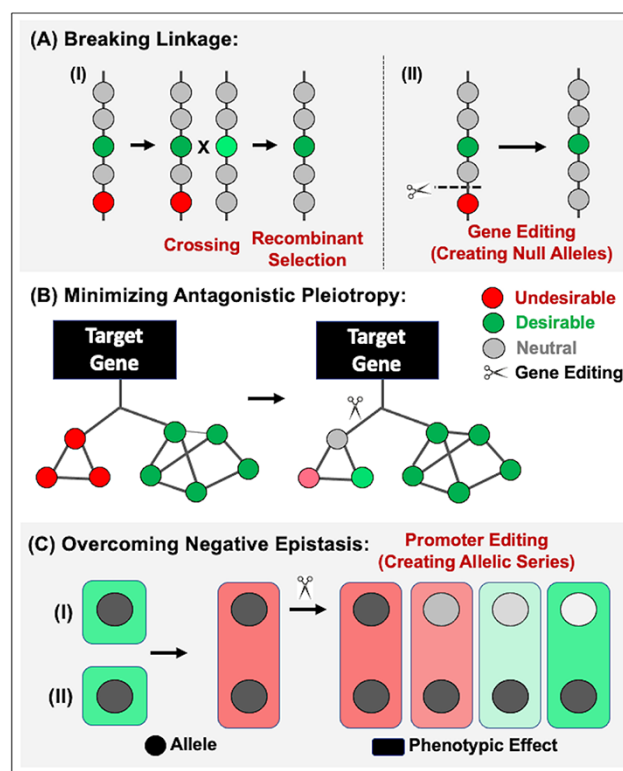 (A) Breaking Linkage:
(I)
(II)
X
Crossing
Recombinant
Selection
Gene Editing
(Creating Null Alleles)
(B) Minimizing Antagonistic Pleiotropy:
Target
Gene
Target
Gene
Undesirable
Desirable
Neutral
Gene Editing
(C) Overcoming Negative Epistasis:
Promoter Editing
(Creating Allelic Series)
(I)
(II)
Allele
Phenotypic Effect